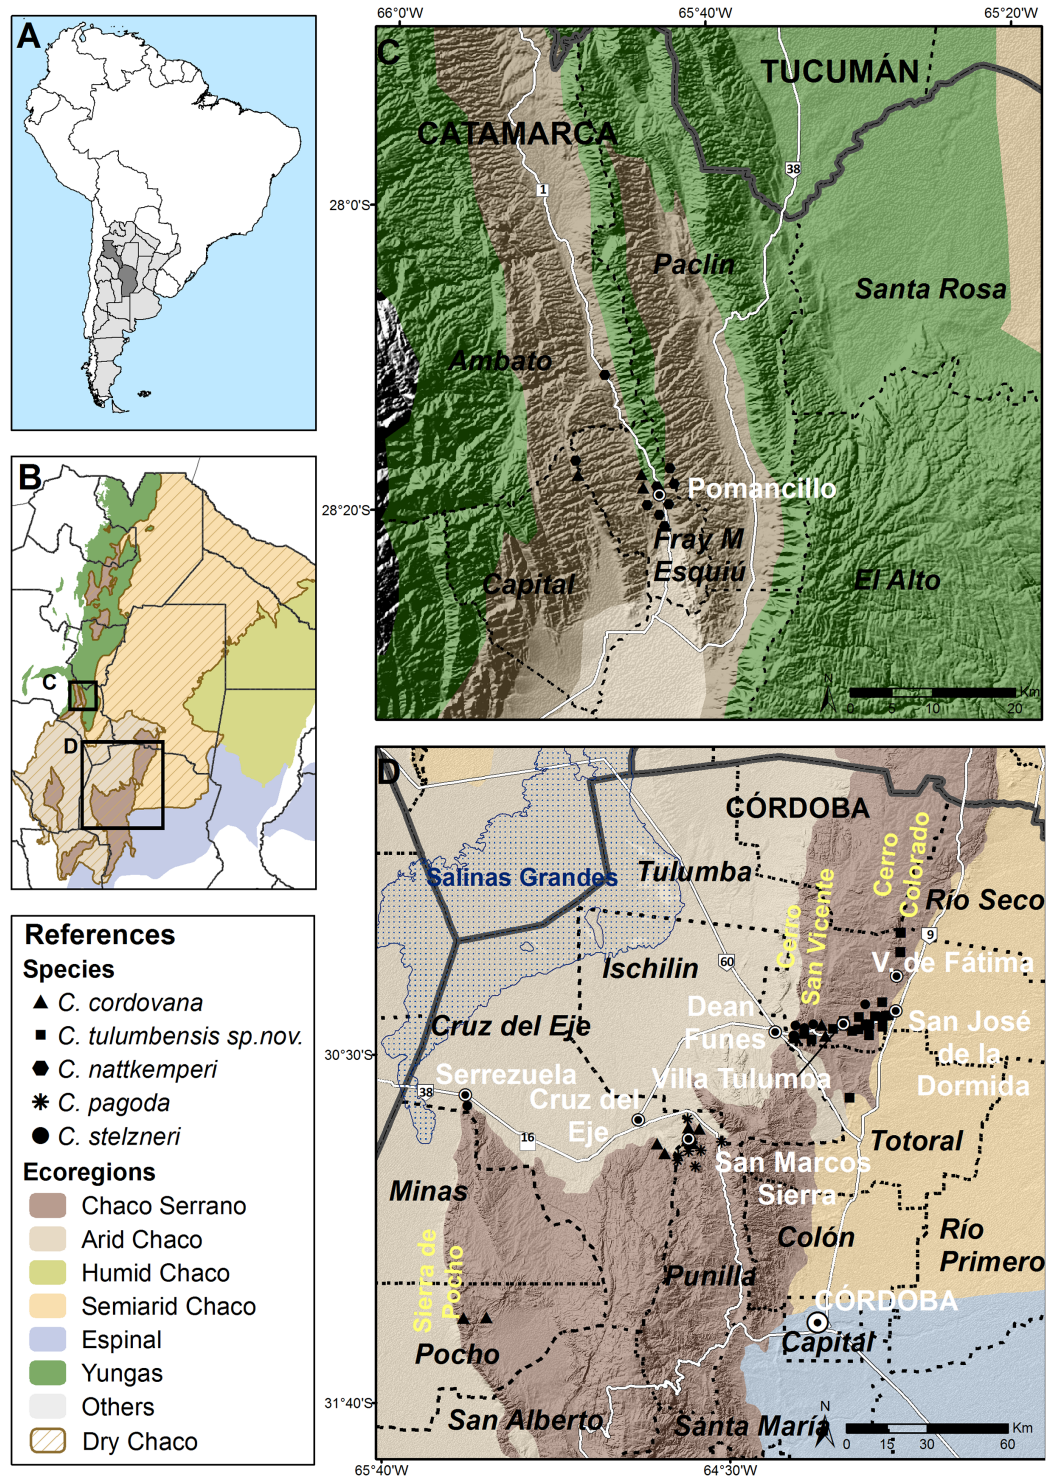 A
B
C
D
References
Species
C. cordovana
C. tulumbensis sp.nov.
C. nattkemperi
C. pagoda
C. stelzneri
Ecoregions
Chaco Serrano
Arid Chaco
Humid Chaco
Semiarid Chaco
Espinal
Yungas
Others
Dry Chaco
66°0'W
65°40'W
65°20'W
C
TUCUMÁN
CATAMARCA
38
1
28°0'S
Paclin
Santa Rosa
Ambato
Pomancillo
28°20'S
Fray M
Esquiú
Capital
El Alto
N
Km
0 5 10 20
D
CÓRDOBA
Cerro
Colorado
Tulumba
Salinas Grandes
Cerro
San Vicente
Río Seco
9
60
Ischilin
V. de Fátima
Dean
Funes
Cruz del Eje
San José
de la
Dormida
30°30'S
Villa Tulumba
Serrezuela
38
Cruz del
Eje
16
Totoral
San Marcos
Sierra
Minas
Colón
Río
Primero
Sierra de
Pocho
Punilla
CÓRDOBA
Capital
Pocho
31°40'S
San Alberto
Santa María
N
Km
0 15 30 60
65°40'W
64°30'W